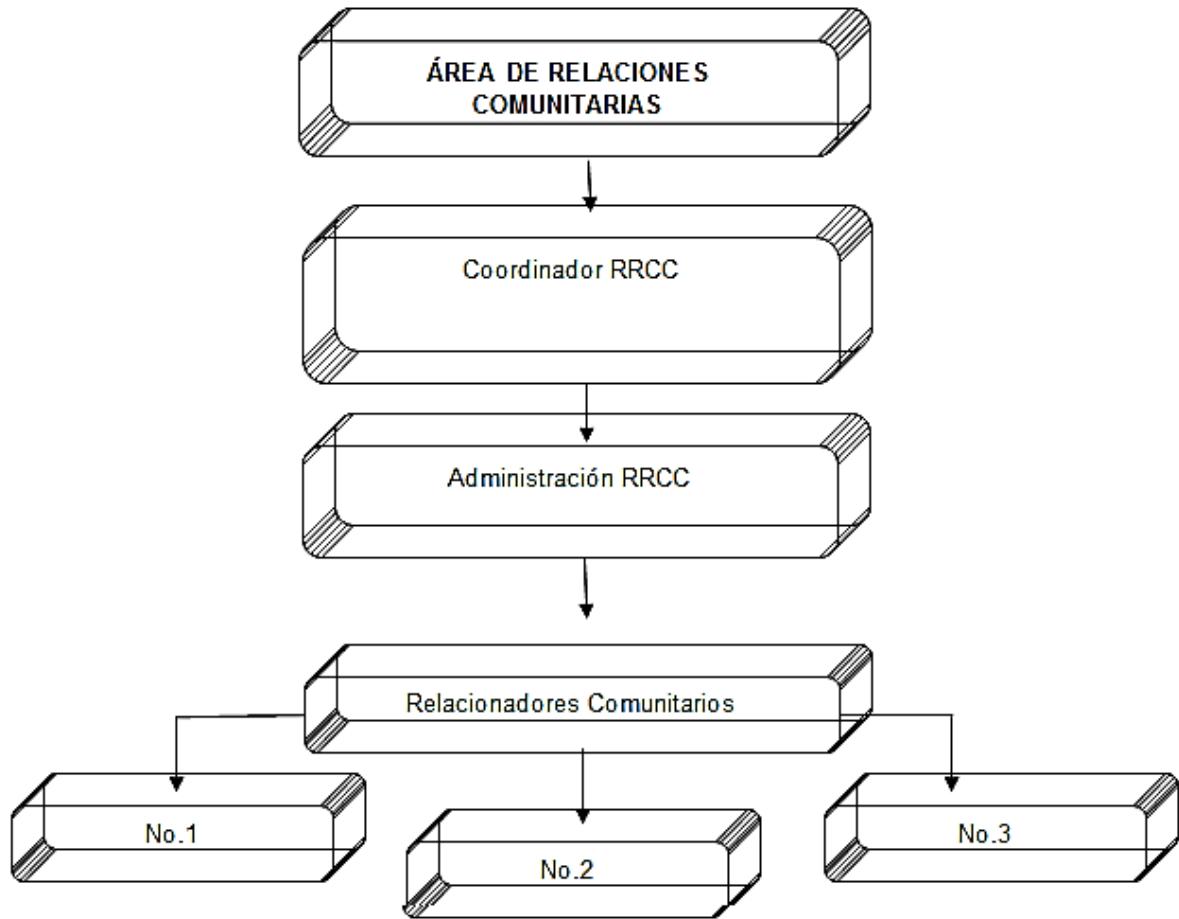 ÁREA DE RELACIONES
COMUNITARIAS
Coordinador RRCC
Administración RRCC
Relacionadores Comunitarios
No.1
No.2
No.3